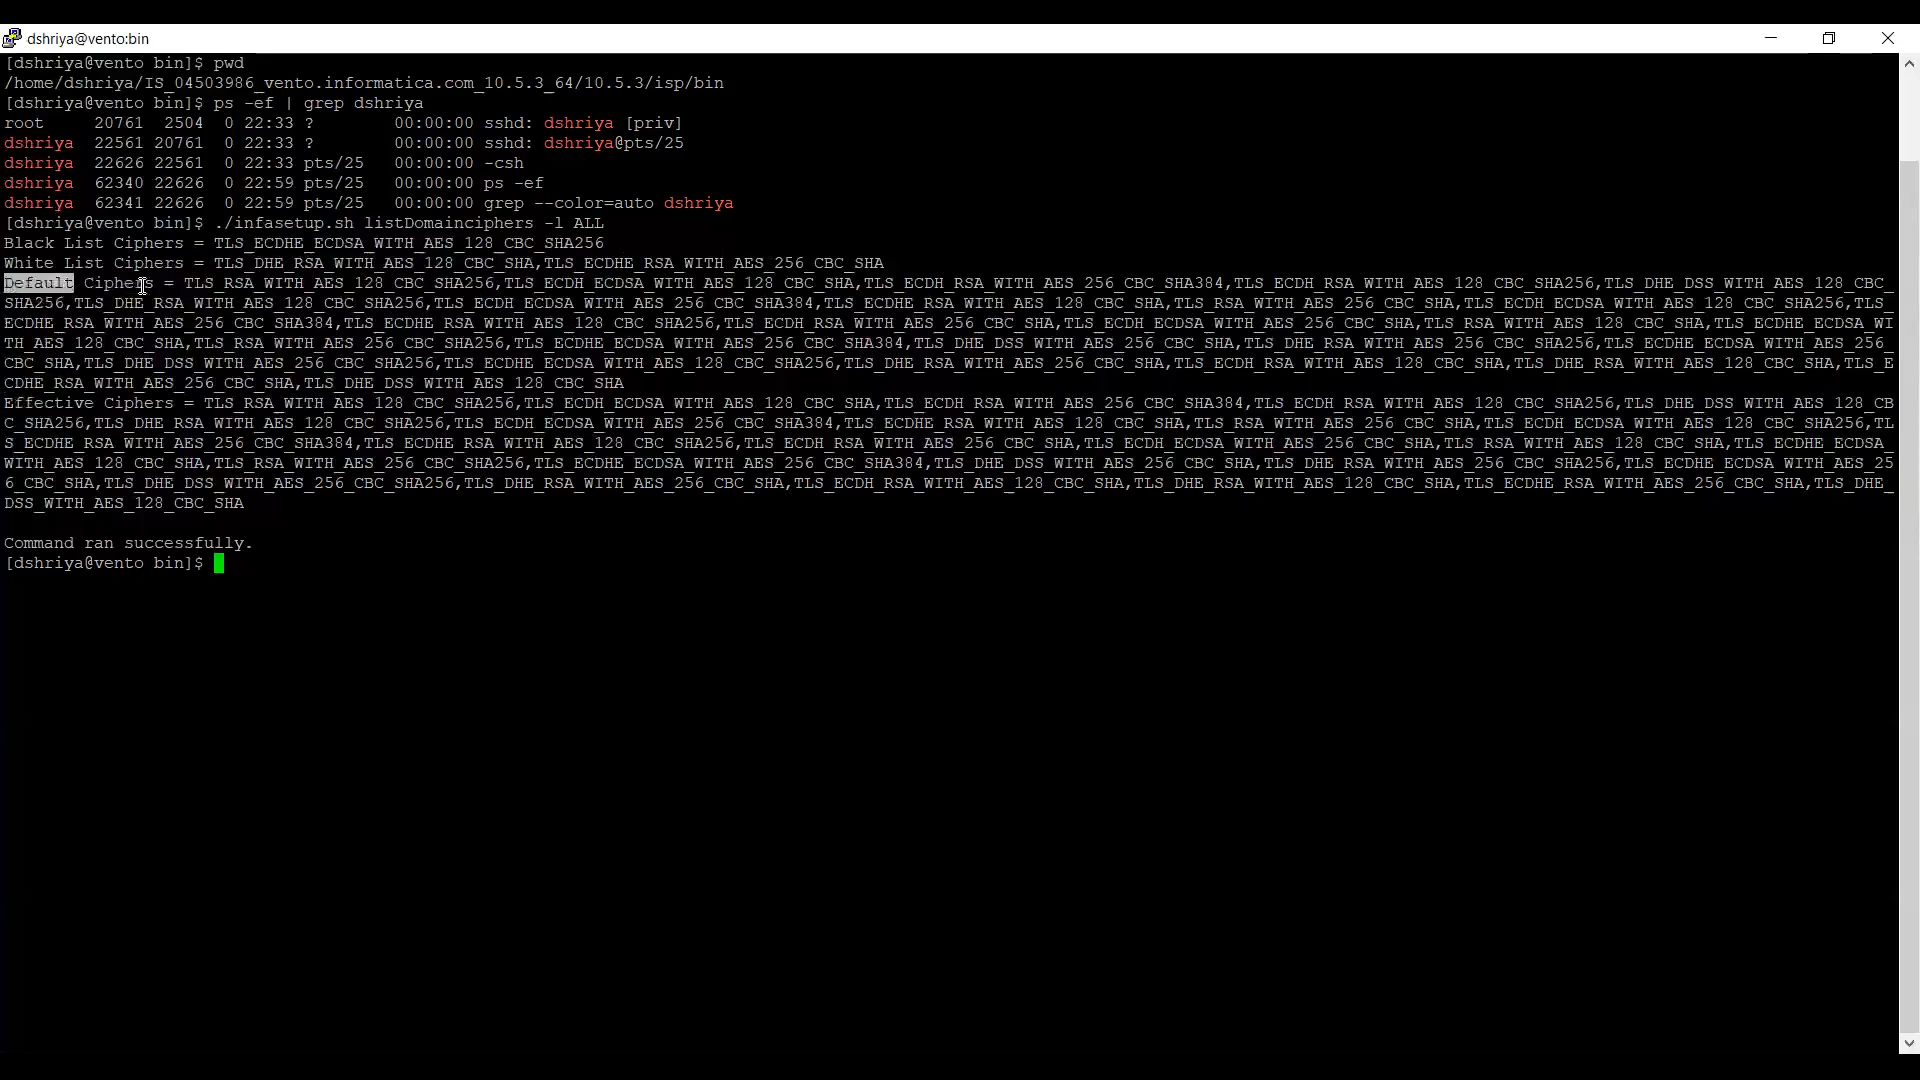 dshriya@vento:bin
[dshriya@vento bin]$ pwd
/home/dshriya/IS_04503986_vento.informatica.com_10.5.3_64/10.5.3/isp/bin
[dshriya@vento bin]$ ps -ef | grep dshriya
root     20761  2504  0 22:33 ?        00:00:00 sshd: dshriya [priv]
dshriya  22561 20761  0 22:33 ?        00:00:00 sshd: dshriya@pts/25
dshriya  22626 22561  0 22:33 pts/25   00:00:00 -csh
dshriya  62340 22626  0 22:59 pts/25   00:00:00 ps -ef
dshriya  62341 22626  0 22:59 pts/25   00:00:00 grep --color=auto dshriya
[dshriya@vento bin]$ ./infasetup.sh listDomainciphers -l ALL
Black List Ciphers = TLS_ECDHE_ECDSA_WITH_AES_128_CBC_SHA256
White List Ciphers = TLS_DHE_RSA_WITH_AES_128_CBC_SHA,TLS_ECDHE_RSA_WITH_AES_256_CBC_SHA
Default Ciphers = TLS_RSA_WITH_AES_128_CBC_SHA256,TLS_ECDH_ECDSA_WITH_AES_128_CBC_SHA,TLS_ECDH_RSA_WITH_AES_256_CBC_SHA384,TLS_ECDH_RSA_WITH_AES_128_CBC_SHA256,TLS_DHE_DSS_WITH_AES_128_CBC_
SHA256,TLS_DHE_RSA_WITH_AES_128_CBC_SHA256,TLS_ECDH_ECDSA_WITH_AES_256_CBC_SHA384,TLS_ECDHE_RSA_WITH_AES_128_CBC_SHA,TLS_RSA_WITH_AES_256_CBC_SHA,TLS_ECDH_ECDSA_WITH_AES_128_CBC_SHA256,TLS_
ECDHE_RSA_WITH_AES_256_CBC_SHA384,TLS_ECDHE_RSA_WITH_AES_128_CBC_SHA256,TLS_ECDH_RSA_WITH_AES_256_CBC_SHA,TLS_ECDH_ECDSA_WITH_AES_256_CBC_SHA,TLS_RSA_WITH_AES_128_CBC_SHA,TLS_ECDHE_ECDSA_WI
TH_AES_128_CBC_SHA,TLS_RSA_WITH_AES_256_CBC_SHA256,TLS_ECDHE_ECDSA_WITH_AES_256_CBC_SHA384,TLS_DHE_DSS_WITH_AES_256_CBC_SHA,TLS_DHE_RSA_WITH_AES_256_CBC_SHA256,TLS_ECDHE_ECDSA_WITH_AES_256_
CBC_SHA,TLS_DHE_DSS_WITH_AES_256_CBC_SHA256,TLS_ECDHE_ECDSA_WITH_AES_128_CBC_SHA256,TLS_DHE_RSA_WITH_AES_256_CBC_SHA,TLS_ECDH_RSA_WITH_AES_128_CBC_SHA,TLS_DHE_RSA_WITH_AES_128_CBC_SHA,TLS_E
CDHE_RSA_WITH_AES_256_CBC_SHA,TLS_DHE_DSS_WITH_AES_128_CBC_SHA
Effective Ciphers = TLS_RSA_WITH_AES_128_CBC_SHA256,TLS_ECDH_ECDSA_WITH_AES_128_CBC_SHA,TLS_ECDH_RSA_WITH_AES_256_CBC_SHA384,TLS_ECDH_RSA_WITH_AES_128_CBC_SHA256,TLS_DHE_DSS_WITH_AES_128_CB
C_SHA256,TLS_DHE_RSA_WITH_AES_128_CBC_SHA256,TLS_ECDH_ECDSA_WITH_AES_256_CBC_SHA384,TLS_ECDHE_RSA_WITH_AES_128_CBC_SHA,TLS_RSA_WITH_AES_256_CBC_SHA,TLS_ECDH_ECDSA_WITH_AES_128_CBC_SHA256,TL
S_ECDHE_RSA_WITH_AES_256_CBC_SHA384,TLS_ECDHE_RSA_WITH_AES_128_CBC_SHA256,TLS_ECDH_RSA_WITH_AES_256_CBC_SHA,TLS_ECDH_ECDSA_WITH_AES_256_CBC_SHA,TLS_RSA_WITH_AES_128_CBC_SHA,TLS_ECDHE_ECDSA_
WITH_AES_128_CBC_SHA,TLS_RSA_WITH_AES_256_CBC_SHA256,TLS_ECDHE_ECDSA_WITH_AES_256_CBC_SHA384,TLS_DHE_DSS_WITH_AES_256_CBC_SHA,TLS_DHE_RSA_WITH_AES_256_CBC_SHA256,TLS_ECDHE_ECDSA_WITH_AES_25
6_CBC_SHA,TLS_DHE_DSS_WITH_AES_256_CBC_SHA256,TLS_DHE_RSA_WITH_AES_256_CBC_SHA,TLS_ECDH_RSA_WITH_AES_128_CBC_SHA,TLS_DHE_RSA_WITH_AES_128_CBC_SHA,TLS_ECDHE_RSA_WITH_AES_256_CBC_SHA,TLS_DHE_
DSS_WITH_AES_128_CBC_SHA
Command ran successfully.
[dshriya@vento bin]$